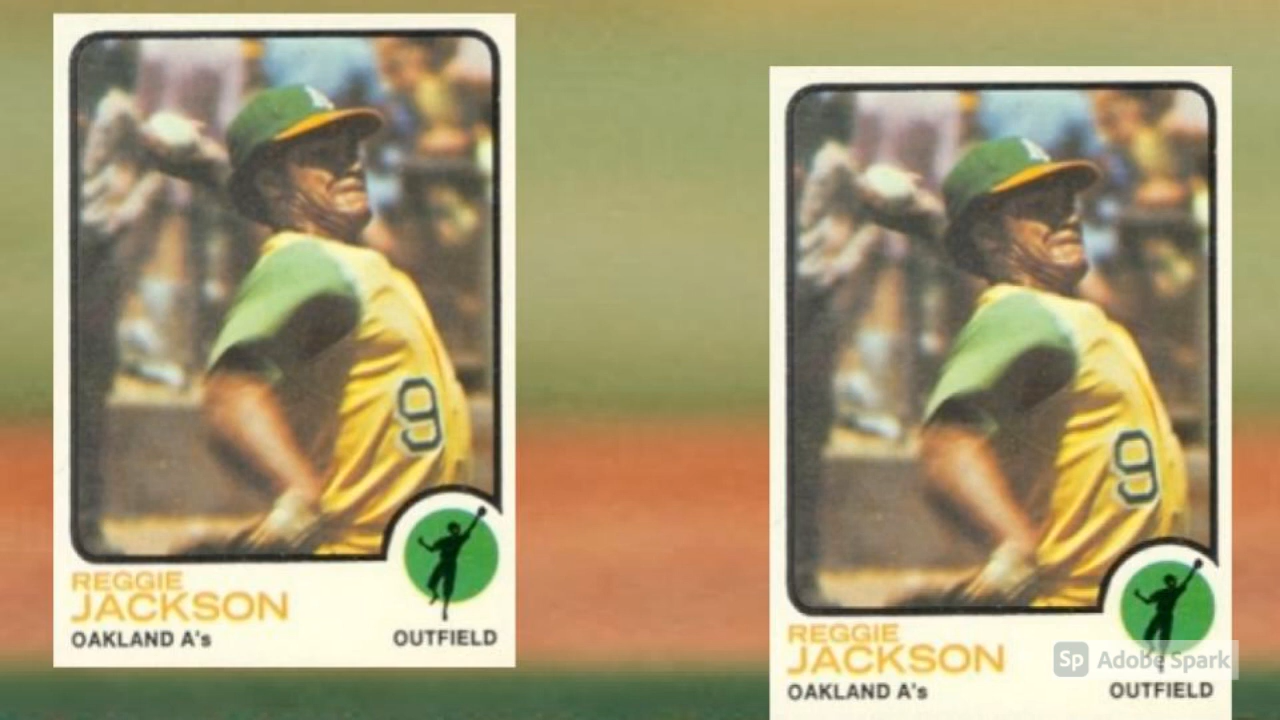 A
9
REGGIE
JACKSON
OAKLAND A's
OUTFIELD
A
9
REGGIE
JACKSON
OAKLAND A's
OUTFIELD
Sp Adobe Spark